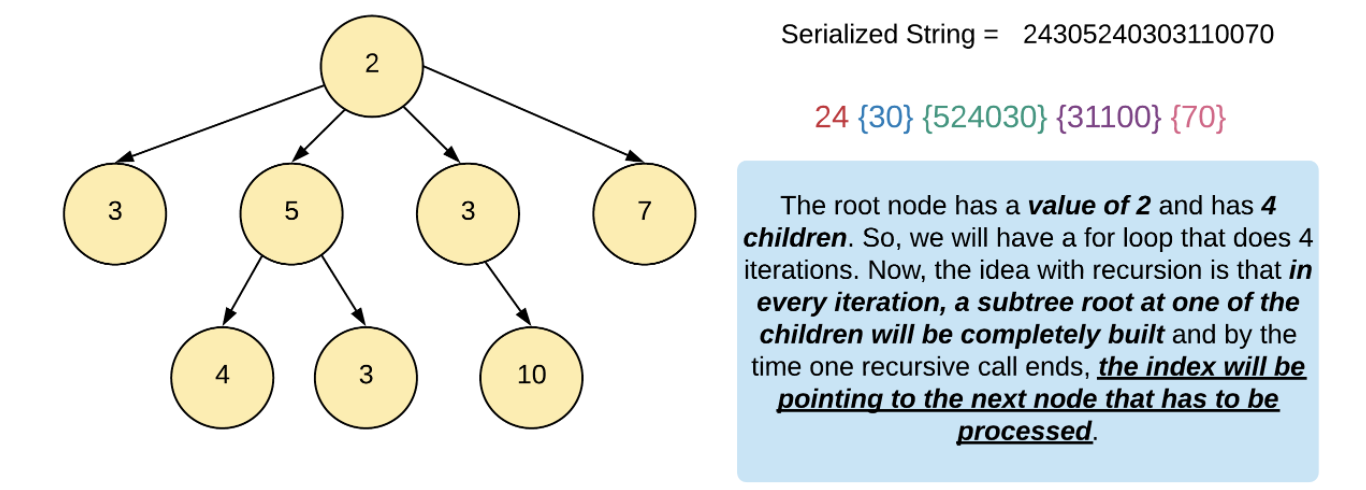 2
3
5
3
7
4
3
10
Serialized String = 24305240303110070
24 {30} {524030} {31100} {70}
The root node has a value of 2 and has 4
children. So, we will have a for loop that does 4
iterations. Now, the idea with recursion is that in
every iteration, a subtree root at one of the
children will be completely built and by the
time one recursive call ends, the index will be
pointing to the next node that has to be
processed.